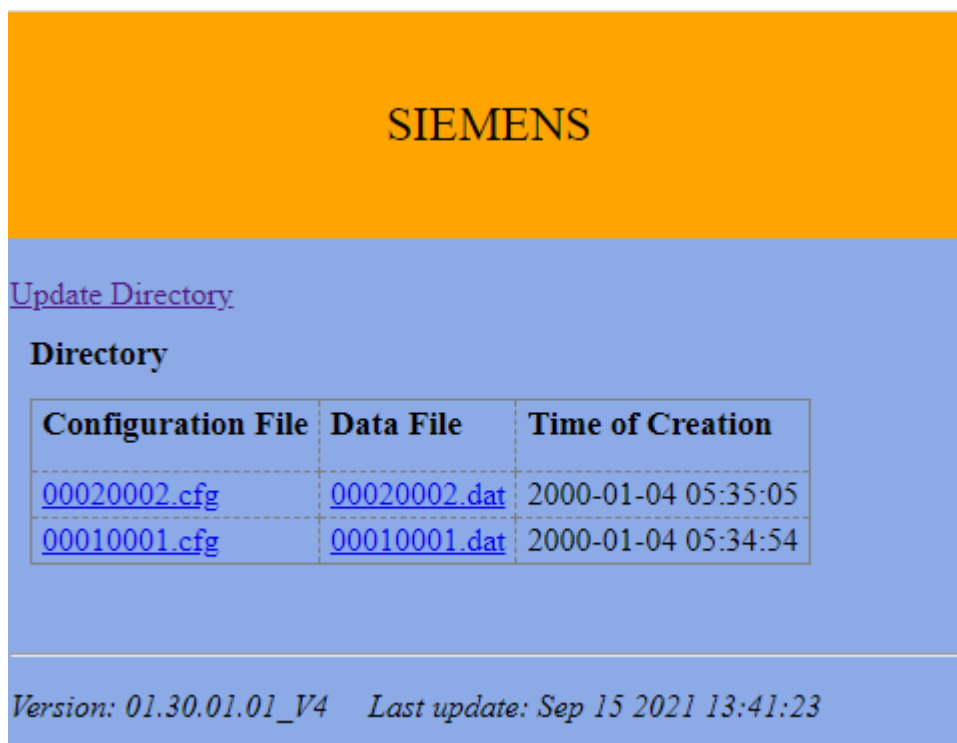 SIEMENS
Update Directory
Directory
Configuration File Data File Time of Creation
00020002.cfg 00020002.dat 2000-01-04 05:35:05
00010001.cfg 00010001.dat 2000-01-04 05:34:54
Version: 01.30.01.01_V4 Last update: Sep 15 2021 13:41:23